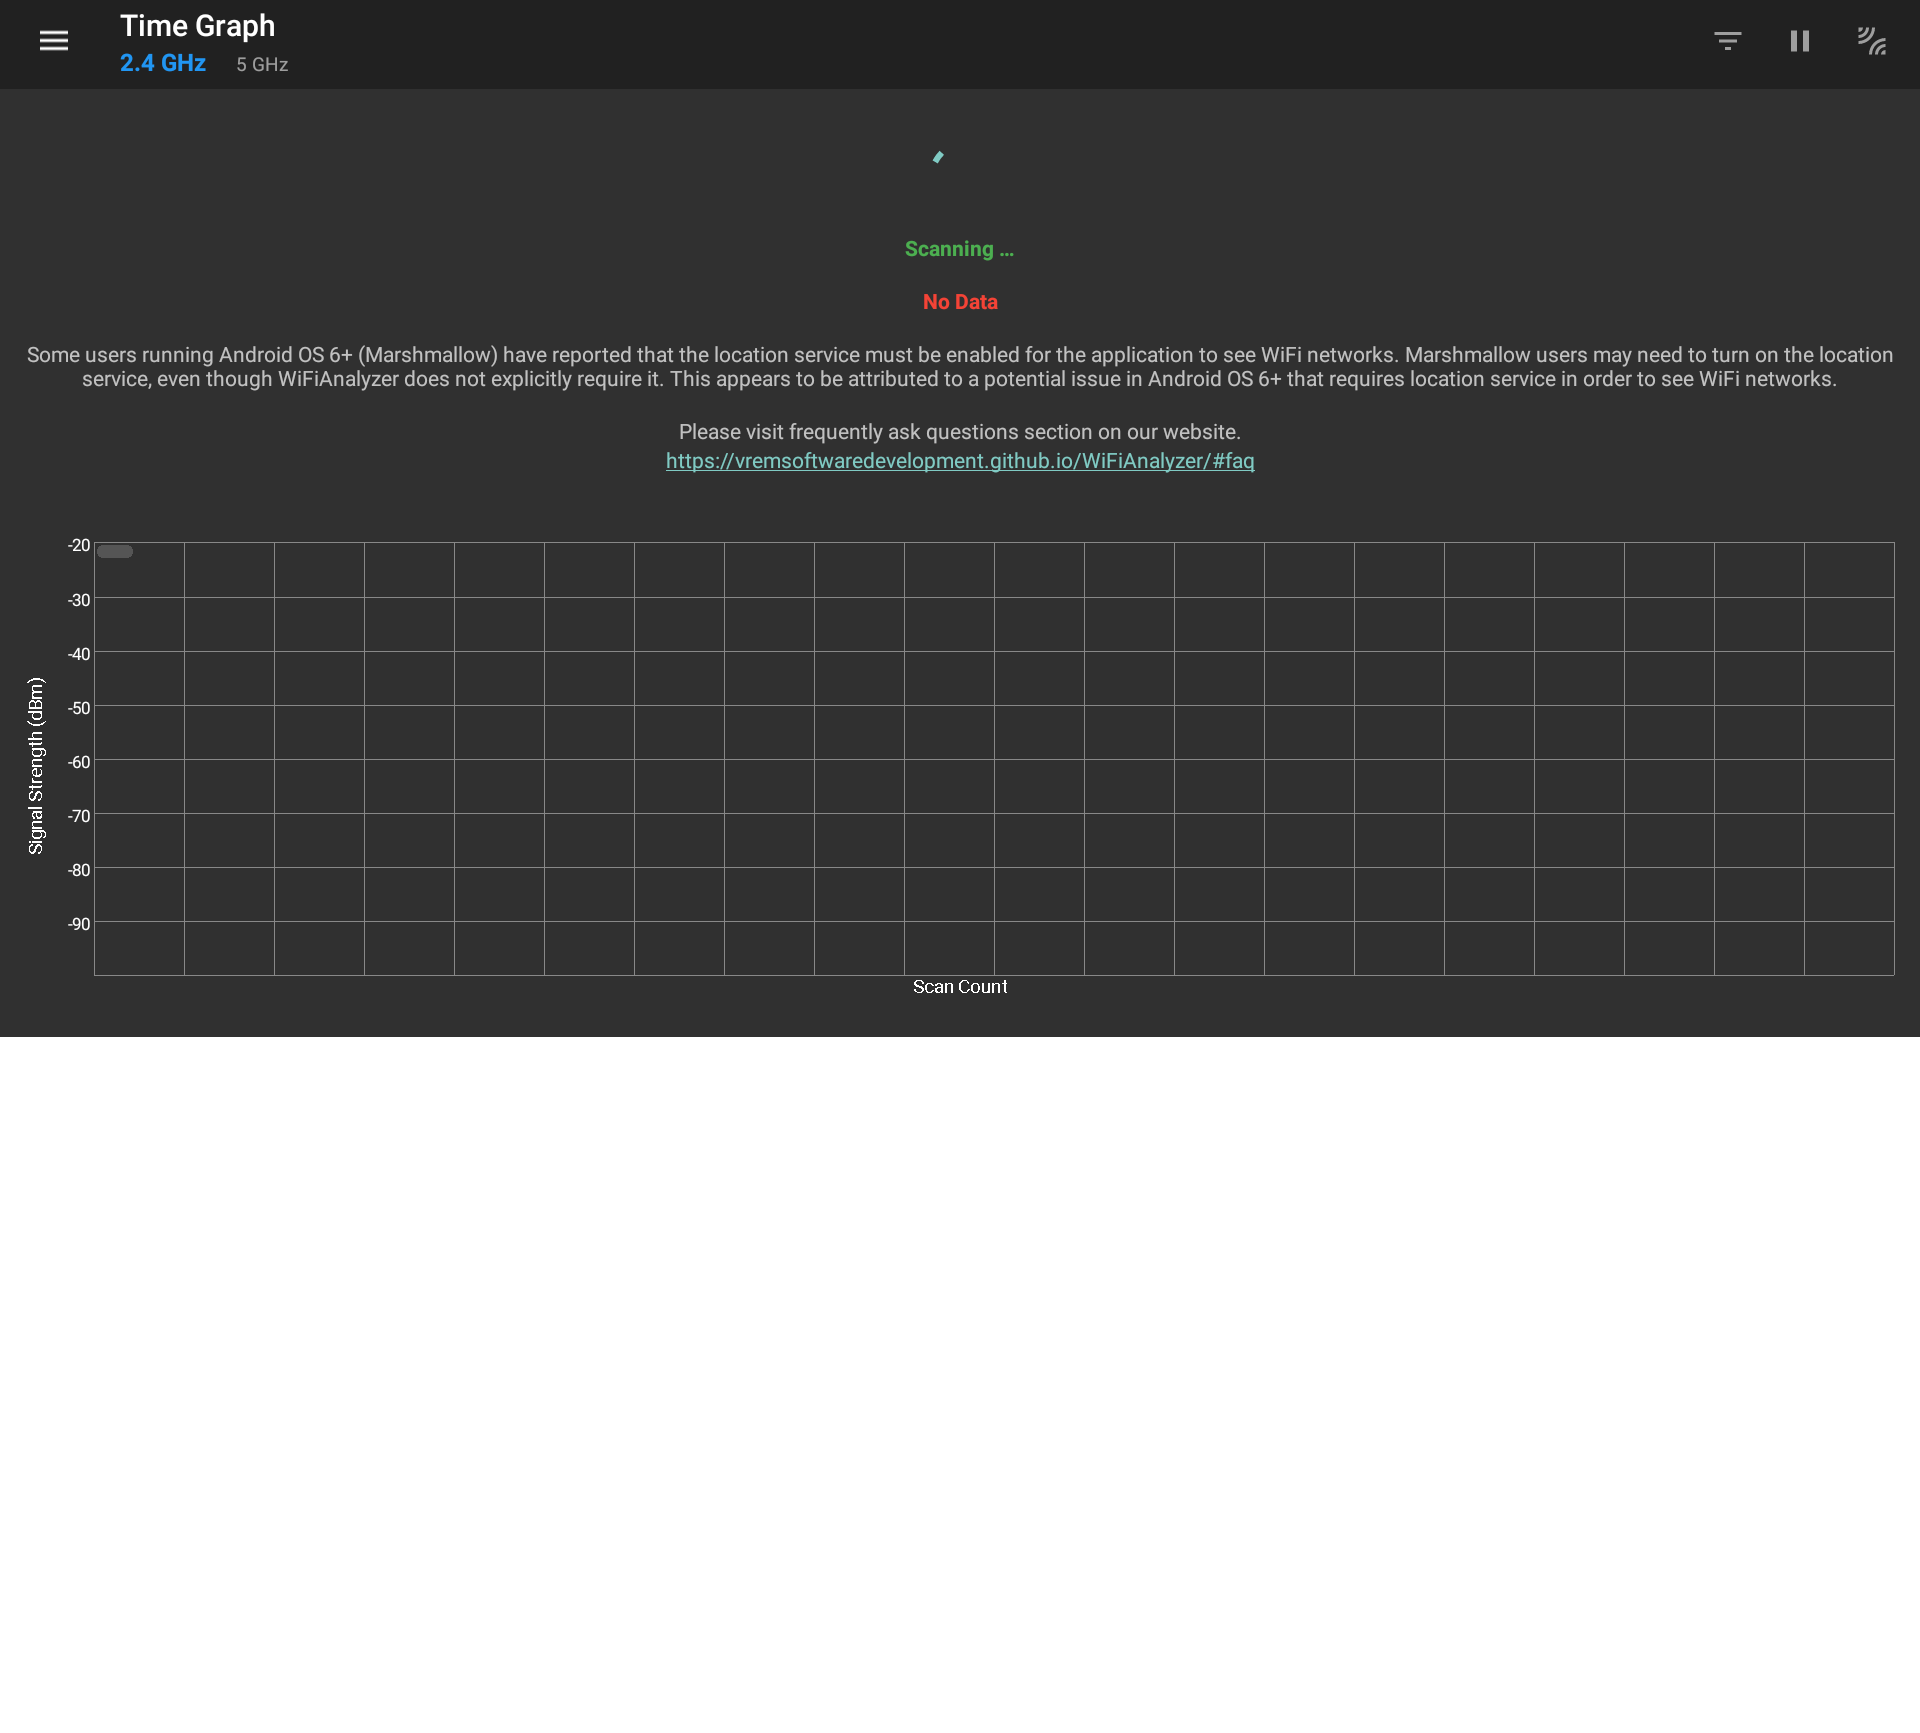 Time Graph
2.4 GHz 5 GHz
Scanning ...
No Data
Some users running Android OS 6+ (Marshmallow) have reported that the location service must be enabled for the application to see WiFi networks. Marshmallow users may need to turn on the location
service, even though WiFiAnalyzer does not explicitly require it. This appears to be attributed to a potential issue in Android OS 6+ that requires location service in order to see WiFi networks.
Please visit frequently ask questions section on our website.
https://vremsoftwaredevelopment.github.io/WiFiAnalyzer/#faq
-20
-30
-40
-50
-60
-70
-80
-90
Signal Strength (dBm)
Scan Count